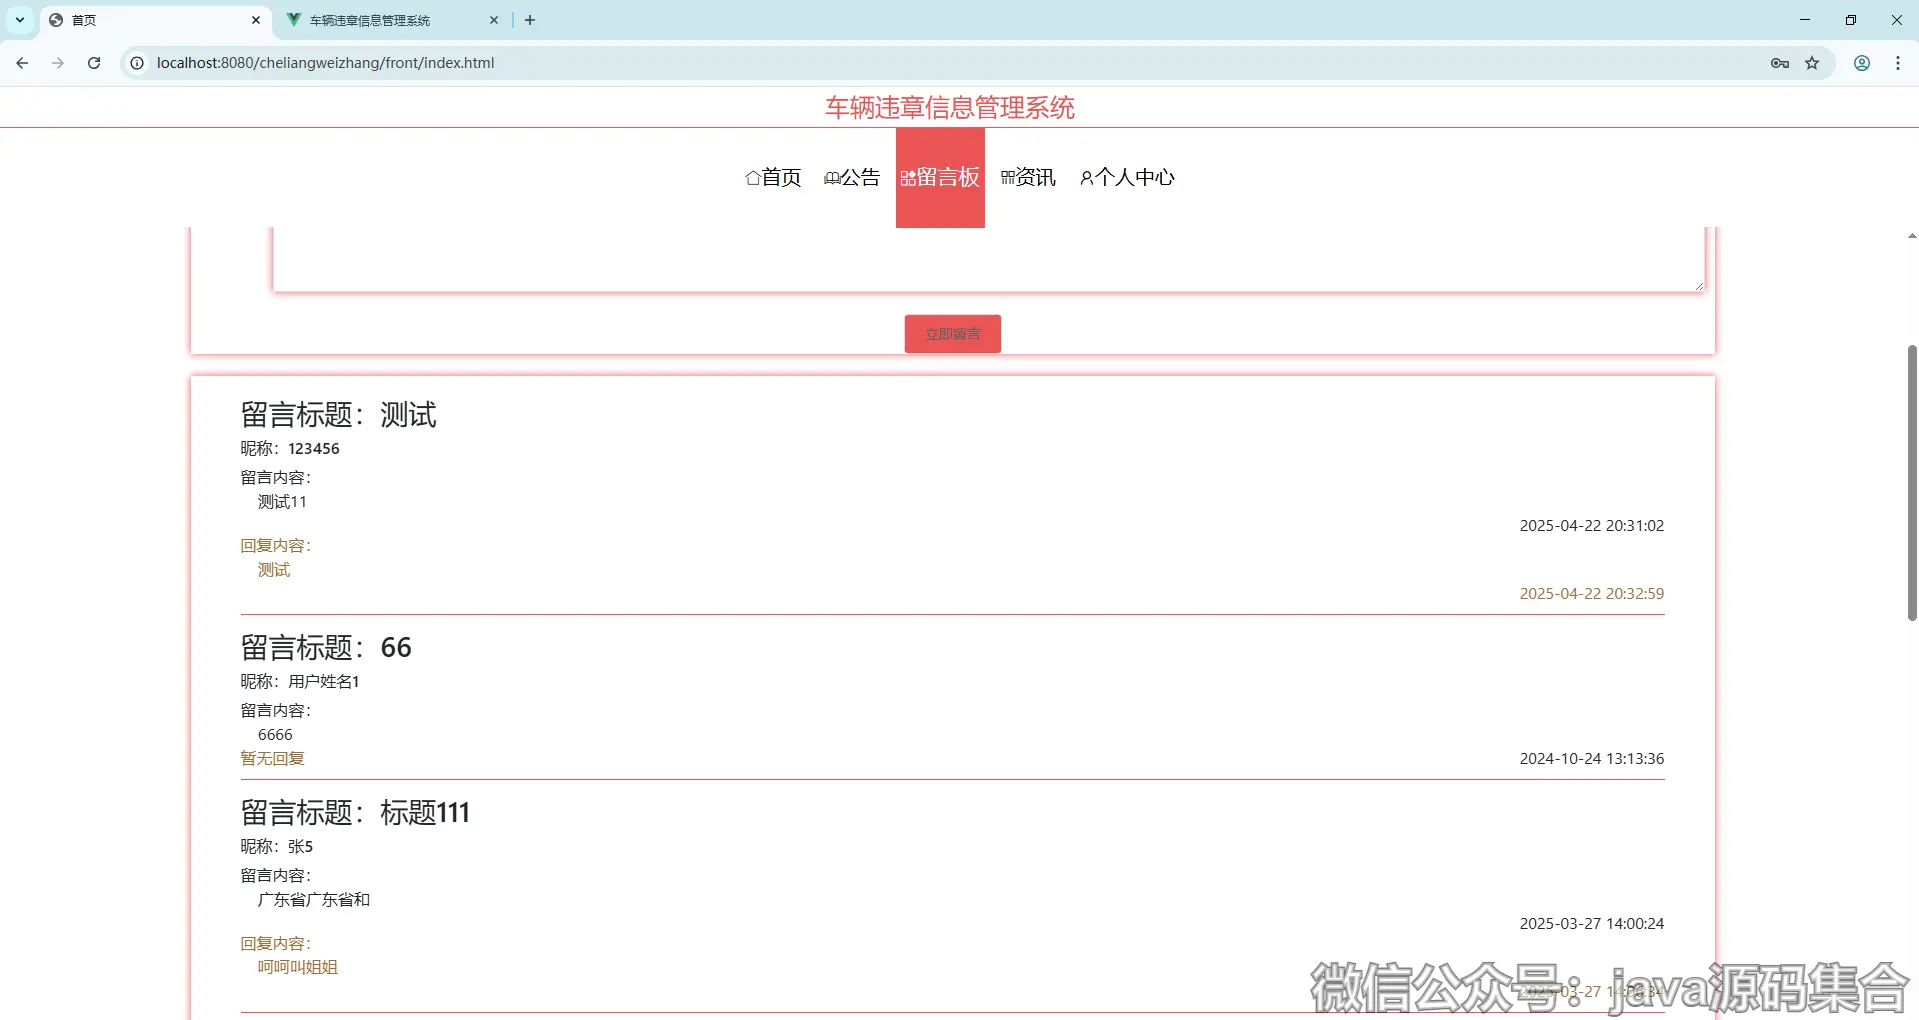 首页
车辆违章信息管理系统
localhost:8080/cheliangweizhang/front/index.html
车辆违章信息管理系统
首页 公告 留言板 资讯 个人中心
立即留言
留言标题：测试
昵称：123456
留言内容：
测试11
2025-04-22 20:31:02
回复内容：
测试
2025-04-22 20:32:59
留言标题：66
昵称：用户姓名1
留言内容：
6666
暂无回复
2024-10-24 13:13:36
留言标题：标题111
昵称：张5
留言内容：
广东省广东省和
2025-03-27 14:00:24
回复内容：
呵呵叫姐姐
微信公众号：java源码集合